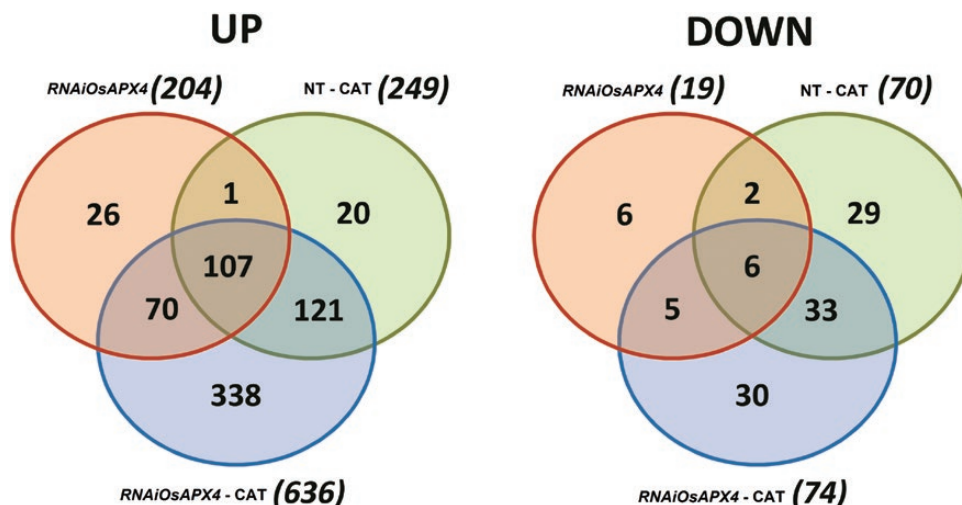 UP
RNAiOsAPX4 (204)
NT - CAT (249)
26
1
20
107
70
121
338
RNAiOsAPX4 - CAT (636)
DOWN
RNAiOsAPX4 (19)
NT - CAT (70)
6
2
29
6
5
33
30
RNAiOsAPX4 - CAT (74)